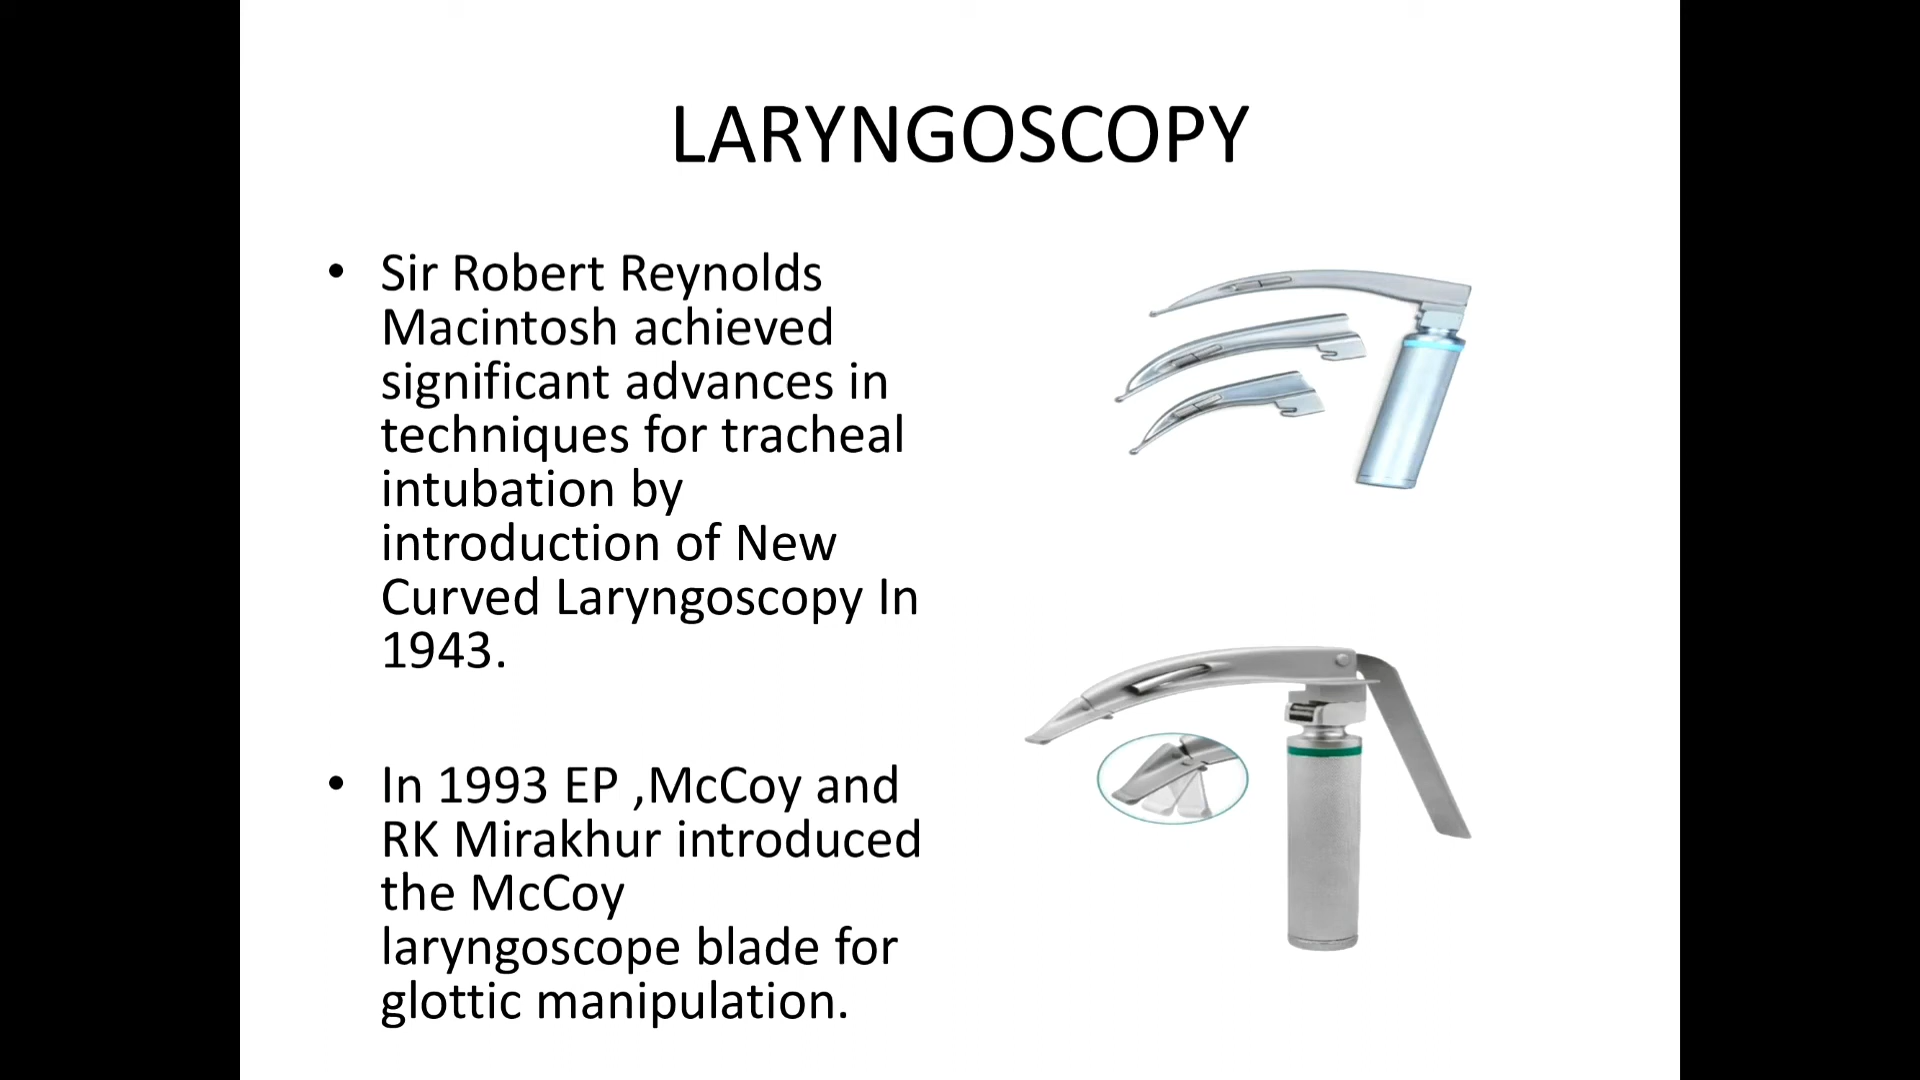 LARYNGOSCOPY
• Sir Robert Reynolds
Macintosh achieved
significant advances in
techniques for tracheal
intubation by
introduction of New
Curved Laryngoscopy In
1943.
• In 1993 EP ,McCoy and
RK Mirakhur introduced
the McCoy
laryngoscope blade for
glottic manipulation.